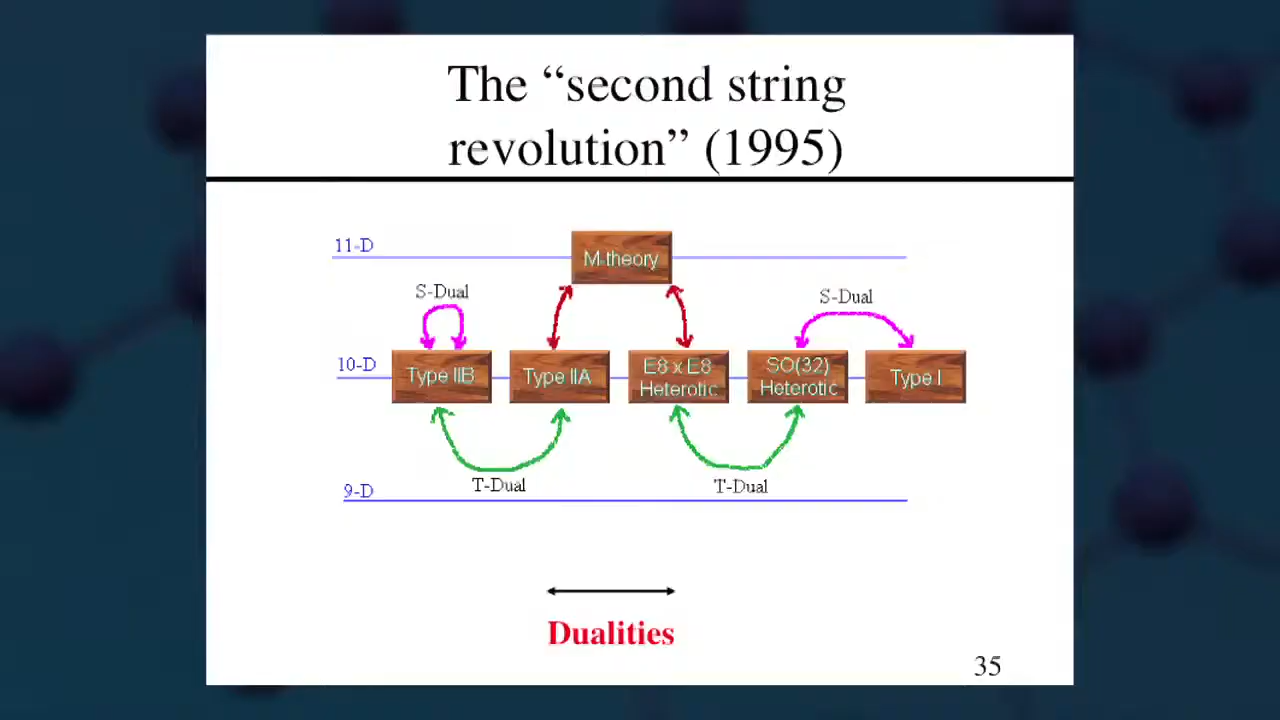 The “second string
revolution” (1995)
11-D
M-theory
S-Dual
S-Dual
10-D
Type IIB
Type IIA
E8 x E8
Heterotic
SO(32)
Heterotic
Type I
T-Dual
T-Dual
9-D
Dualities
35